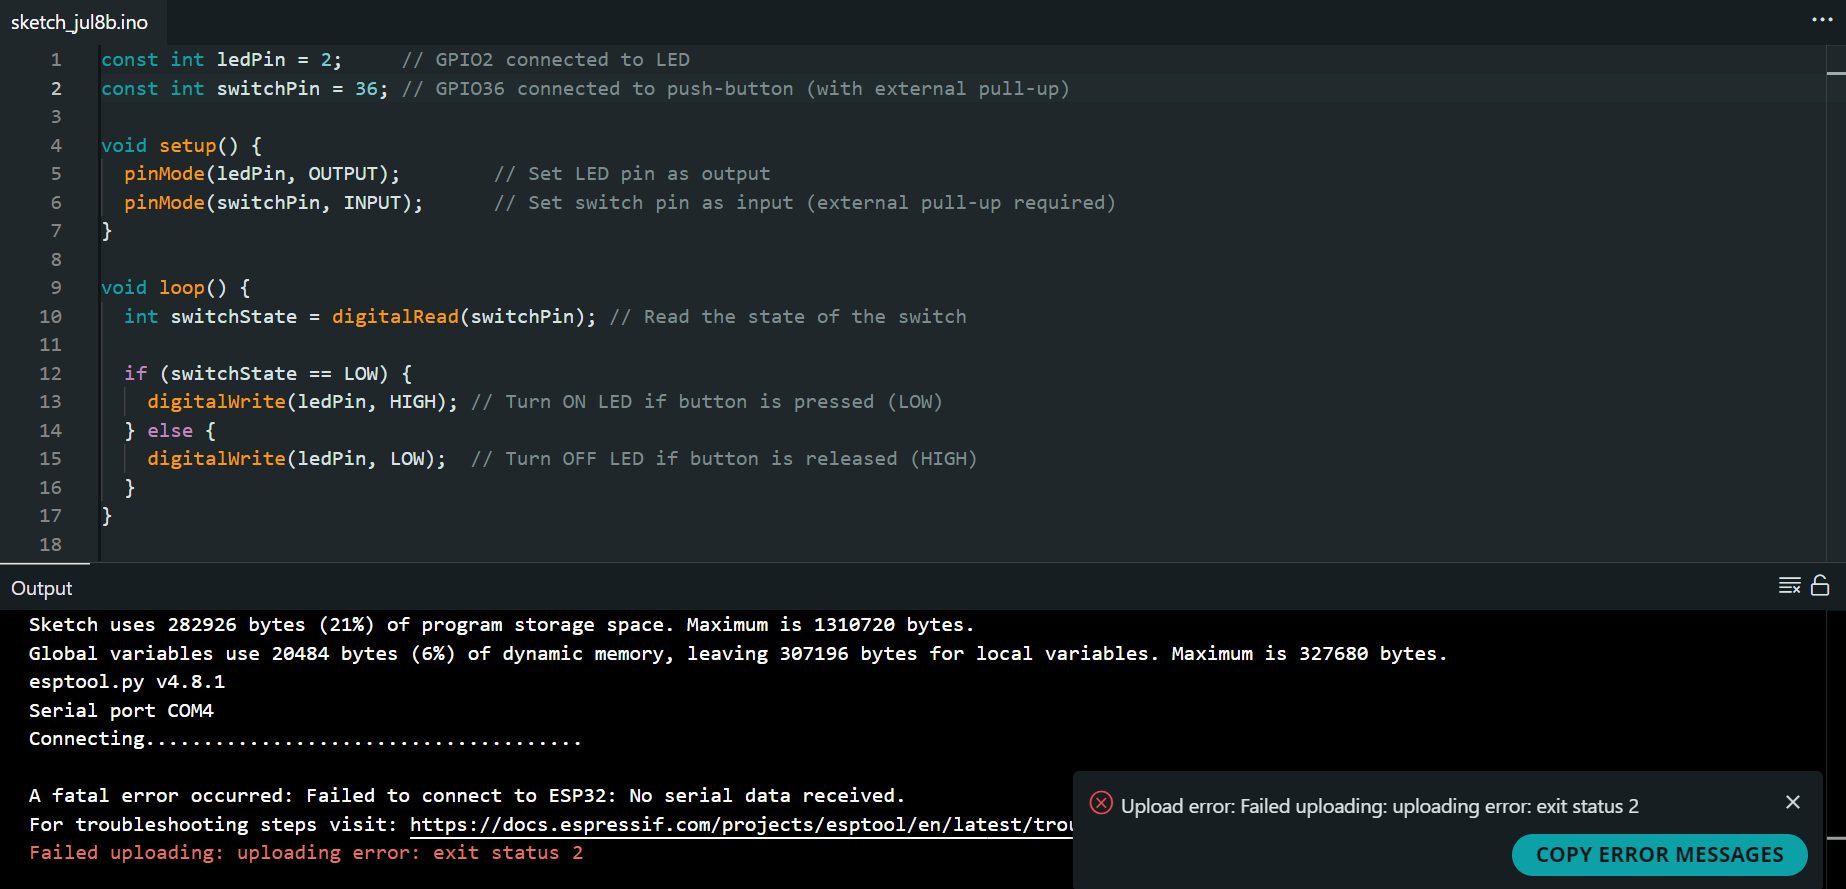 sketch_jul8b.ino
...
1 const int ledPin = 2;     // GPIO2 connected to LED
2 const int switchPin = 36; // GPIO36 connected to push-button (with external pull-up)
3
4 void setup() {
5   pinMode(ledPin, OUTPUT);        // Set LED pin as output
6   pinMode(switchPin, INPUT);      // Set switch pin as input (external pull-up required)
7 }
8
9 void loop() {
10   int switchState = digitalRead(switchPin); // Read the state of the switch
11
12   if (switchState == LOW) {
13     digitalWrite(ledPin, HIGH); // Turn ON LED if button is pressed (LOW)
14   } else {
15     digitalWrite(ledPin, LOW);  // Turn OFF LED if button is released (HIGH)
16   }
17 }
18
Output
Sketch uses 282926 bytes (21%) of program storage space. Maximum is 1310720 bytes.
Global variables use 20484 bytes (6%) of dynamic memory, leaving 307196 bytes for local variables. Maximum is 327680 bytes.
esptool.py v4.8.1
Serial port COM4
Connecting......................................
A fatal error occurred: Failed to connect to ESP32: No serial data received.
For troubleshooting steps visit: https://docs.espressif.com/projects/esptool/en/latest/trou
Failed uploading: uploading error: exit status 2
Upload error: Failed uploading: uploading error: exit status 2
COPY ERROR MESSAGES